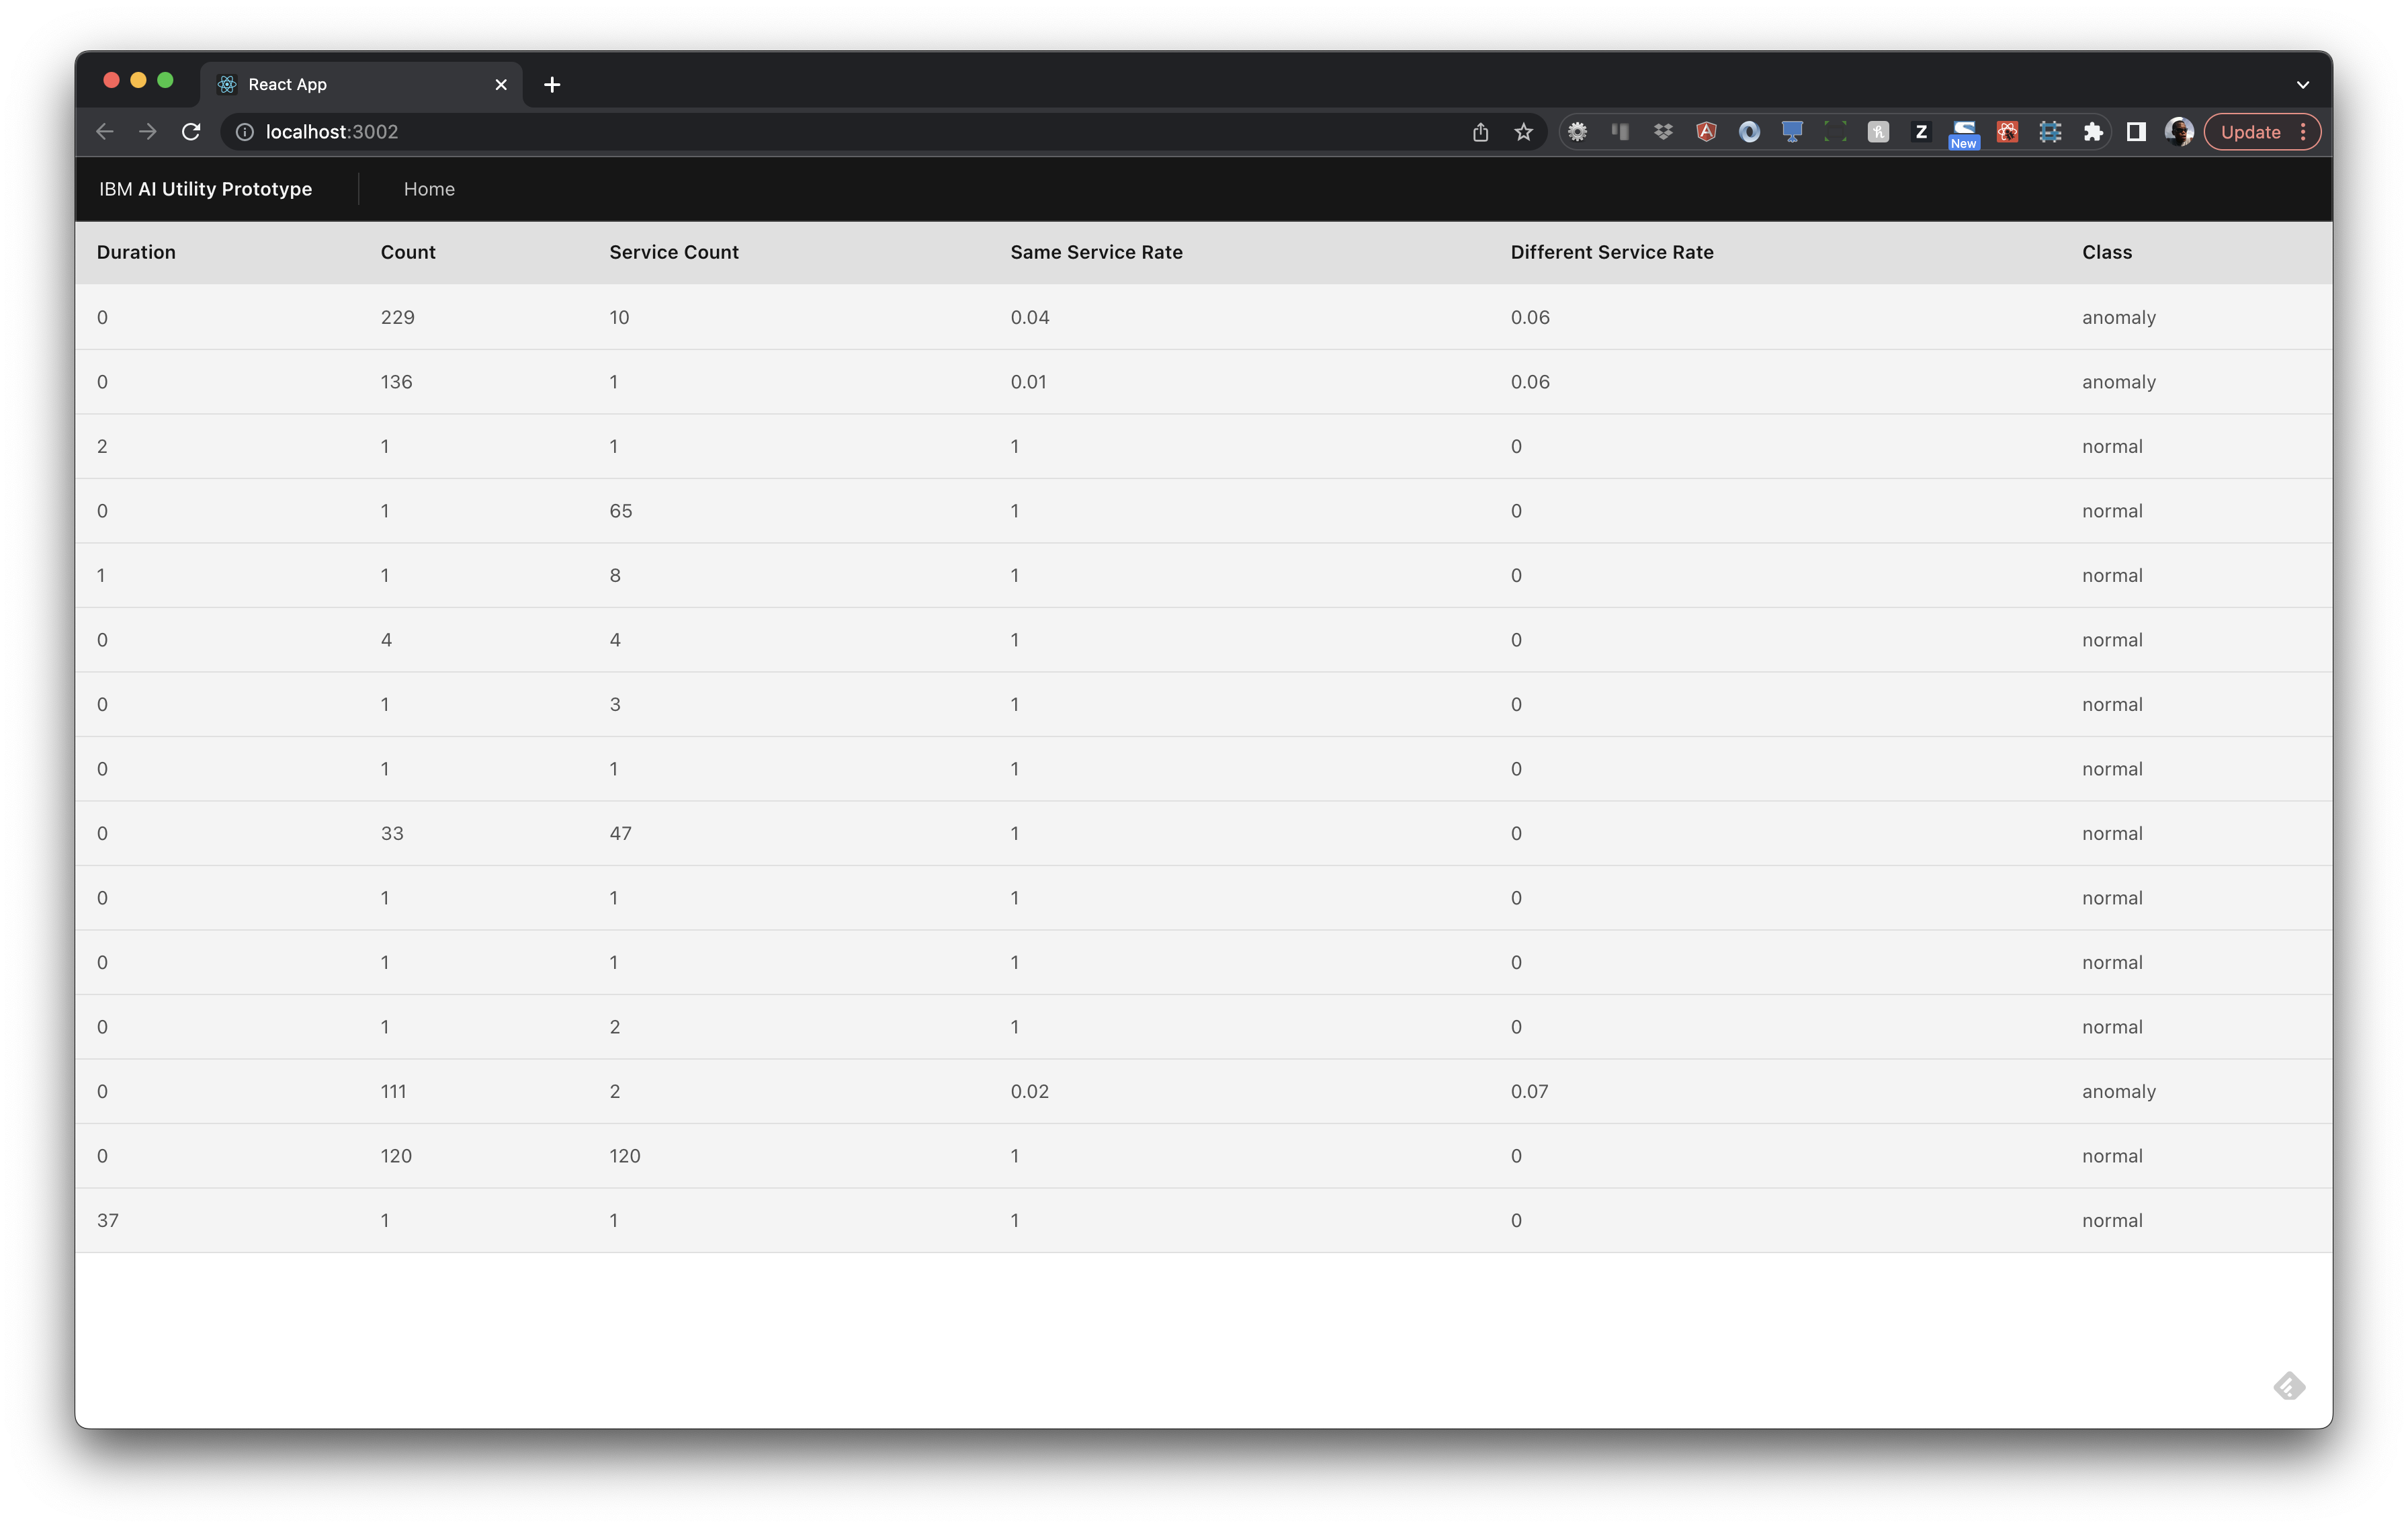 React App
localhost:3002
New
Update
IBM AI Utility Prototype Home
Duration Count Service Count Same Service Rate Different Service Rate Class
0 229 10 0.04 0.06 anomaly
0 136 1 0.01 0.06 anomaly
2 1 1 1 0 normal
0 1 65 1 0 normal
1 1 8 1 0 normal
0 4 4 1 0 normal
0 1 3 1 0 normal
0 1 1 1 0 normal
0 33 47 1 0 normal
0 1 1 1 0 normal
0 1 1 1 0 normal
0 1 2 1 0 normal
0 111 2 0.02 0.07 anomaly
0 120 120 1 0 normal
37 1 1 1 0 normal